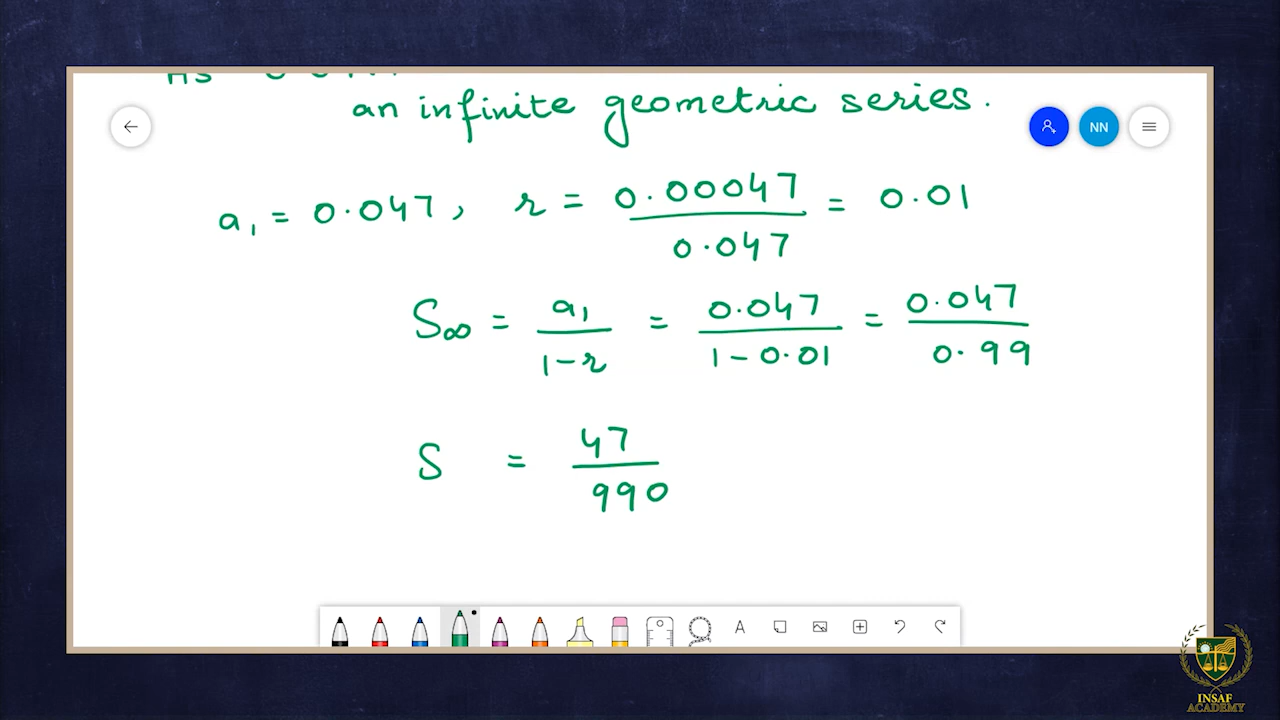 an infinite geometric series.
NN
a₁ = 0.047, r = 0.00047 / 0.047 = 0.01
S∞ = a₁ / 1-r = 0.047 / 1-0.01 = 0.047 / 0.99
S = 47 / 990
A
INSAF
ACADEMY